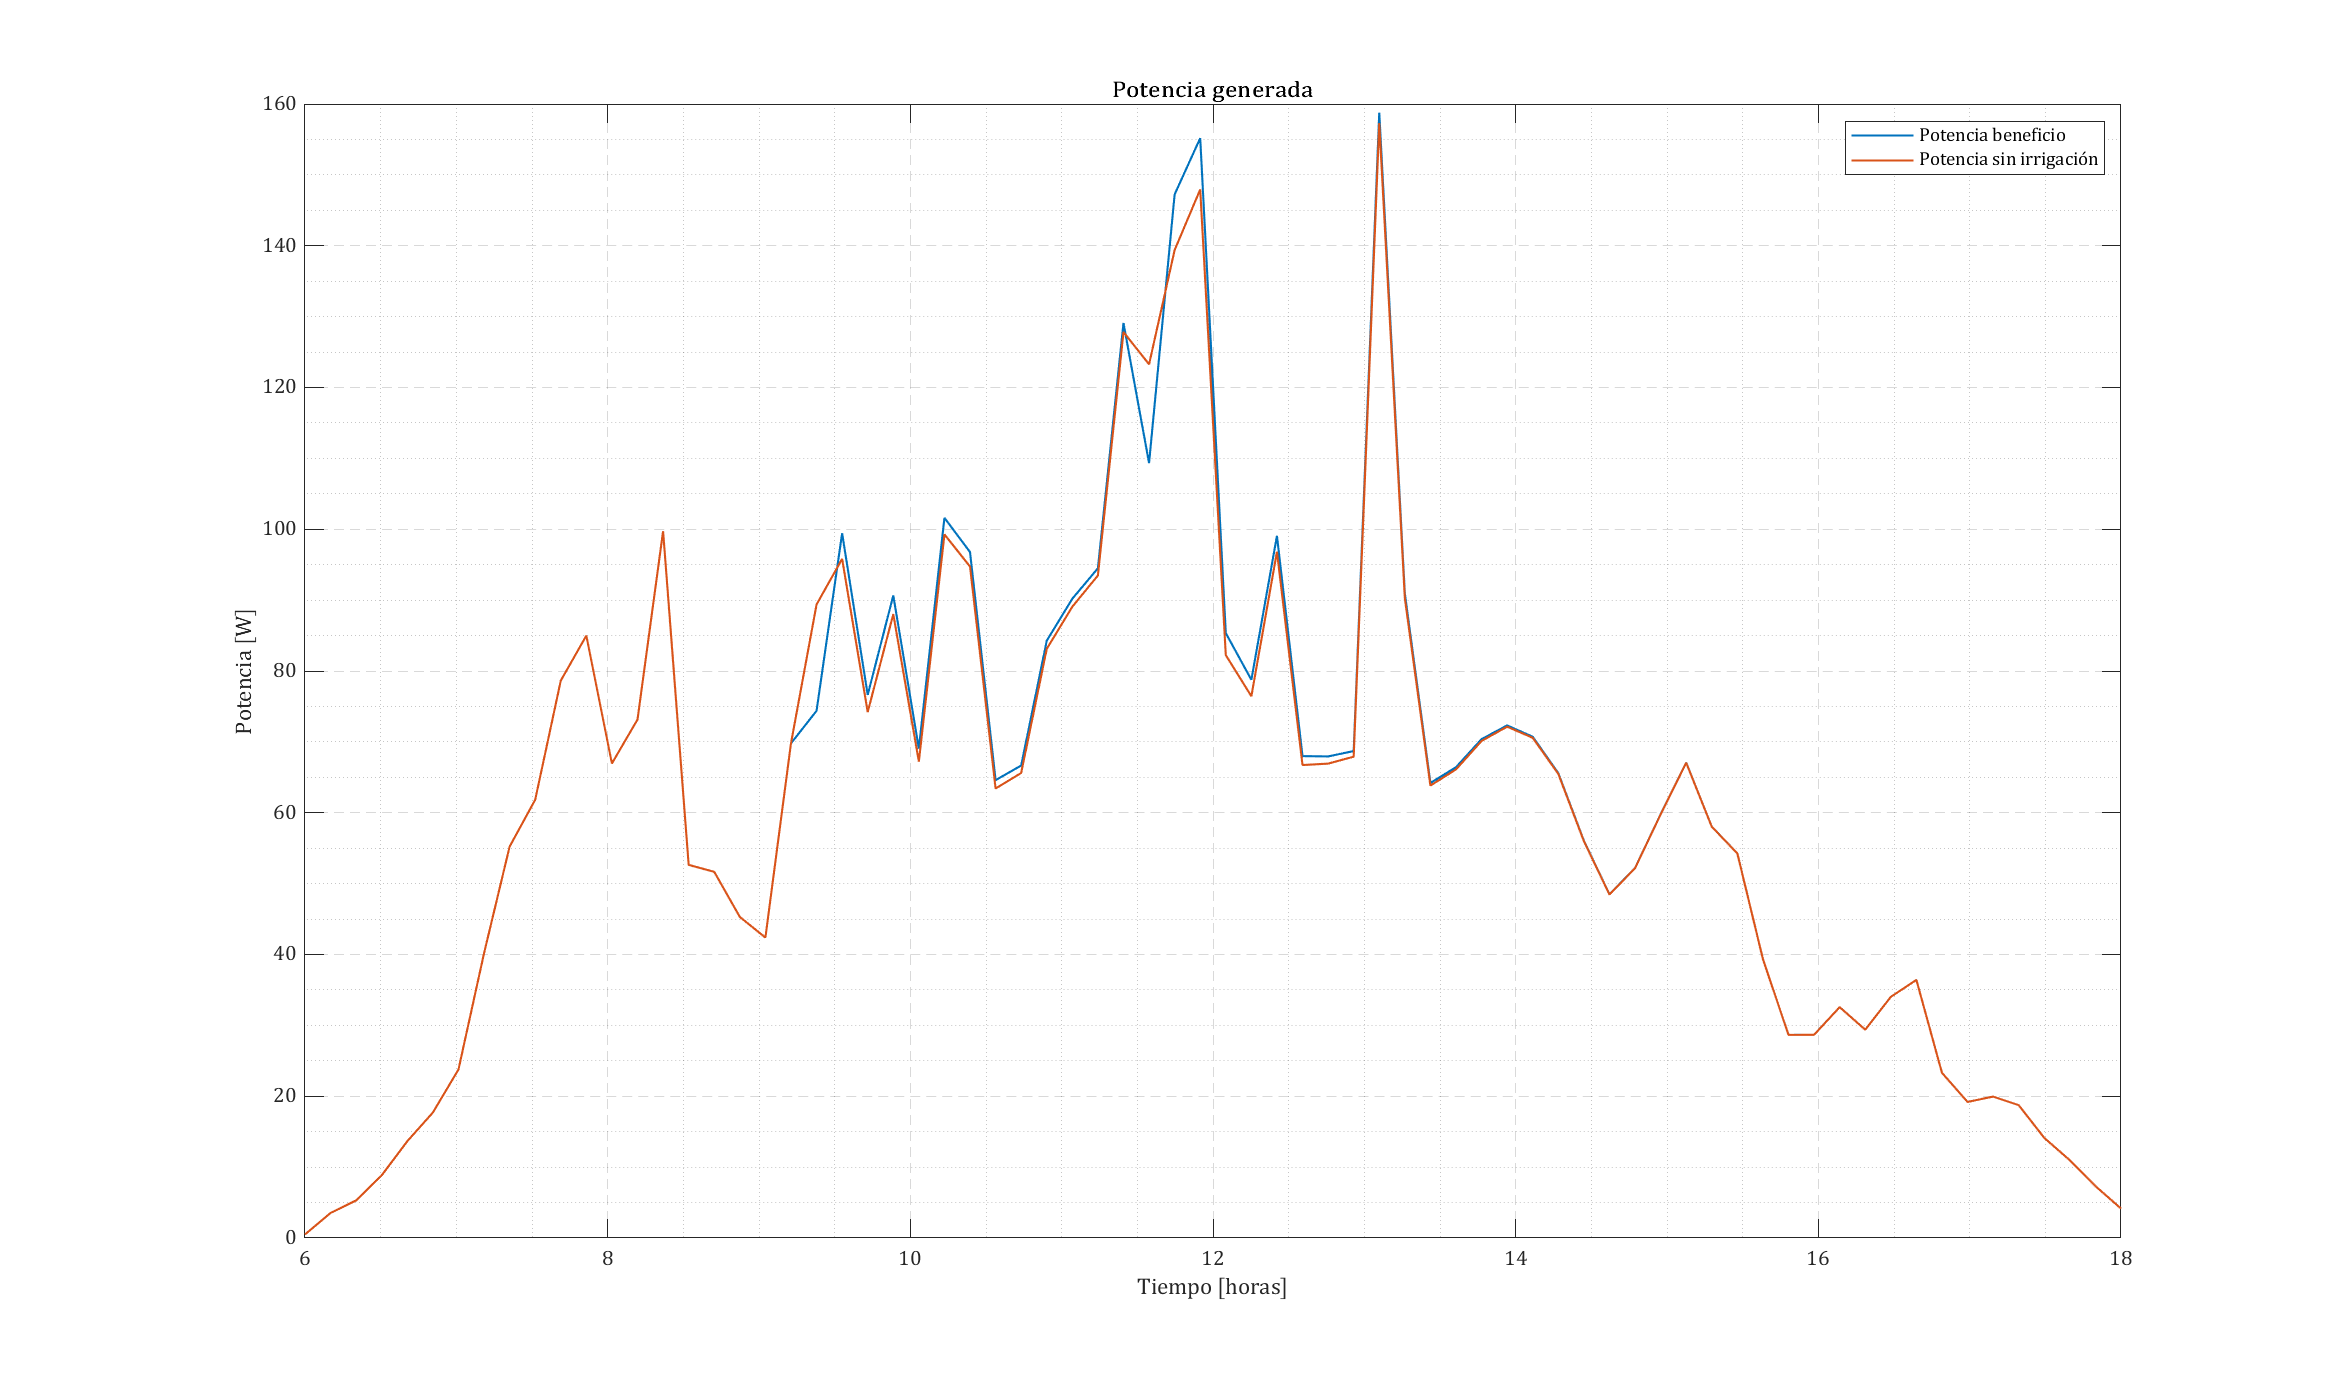 Potencia generada
160
140
120
100
80
60
40
20
0
Potencia [W]
Potencia beneficio
Potencia sin irrigación
6 8 10 12 14 16 18
Tiempo [horas]